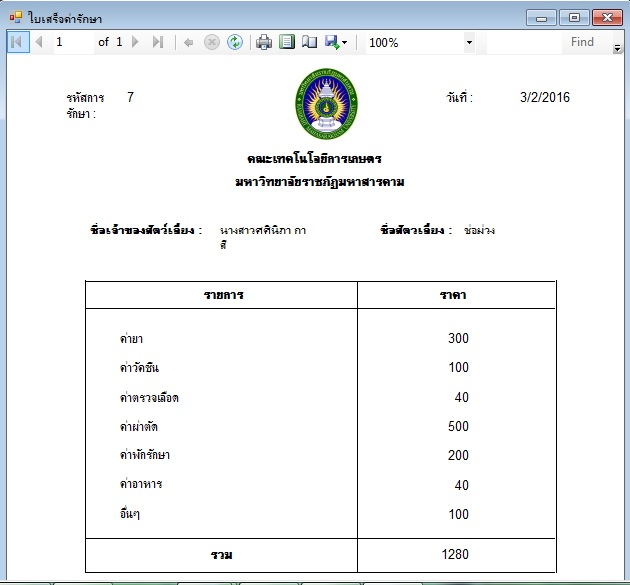 ใบเสร็จค่ารักษา
1 of 1 100% Find
รหัสการ 7 วันที่ : 3/2/2016
รักษา :
คณะเทคโนโลยีการเกษตร
มหาวิทยาลัยราชภัฏมหาสารคาม
ชื่อเจ้าของสัตว์เลี้ยง : นางสาวศศินิภา กา ชื่อสัตวเลี้ยง : ช่อม่วง
สี
รายการ ราคา
ค่ายา 300
ค่าวัคซีน 100
ค่าตรวจเลือด 40
ค่าผ่าตัด 500
ค่าพักรักษา 200
ค่าอาหาร 40
อื่นๆ 100
รวม 1280